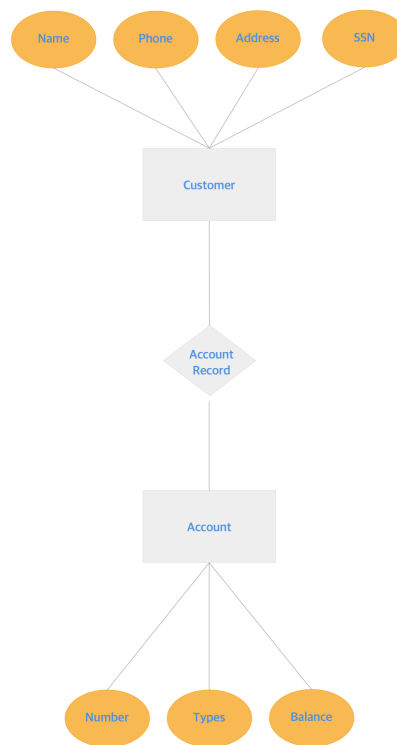 Name
Phone
Address
SSN
Customer
Account
Record
Account
Number
Types
Balance